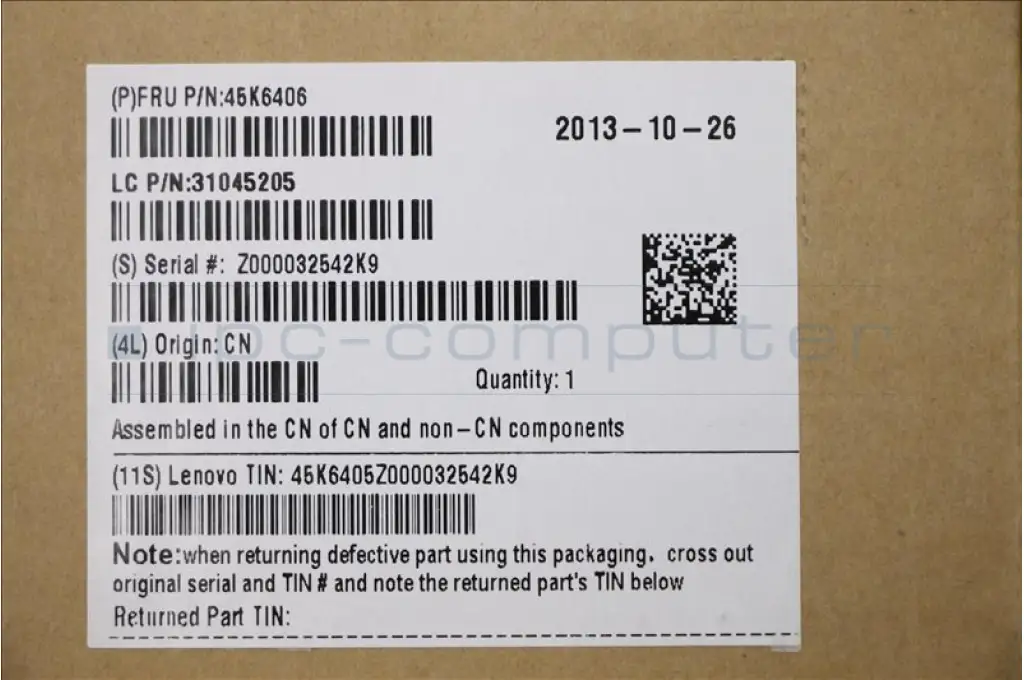 (P)FRU P/N:45K6406
2013-10-26
LC P/N:31045205
(S) Serial #: Z000032542K9
ipc-computer
(4L) Origin: CN
Quantity: 1
Assembled in the CN of CN and non-CN components
(11S) Lenovo TIN: 45K6405Z000032542K9
Note:when returning defective part using this packaging, cross out
original serial and TIN # and note the returned part's TIN below
Returned Part TIN: